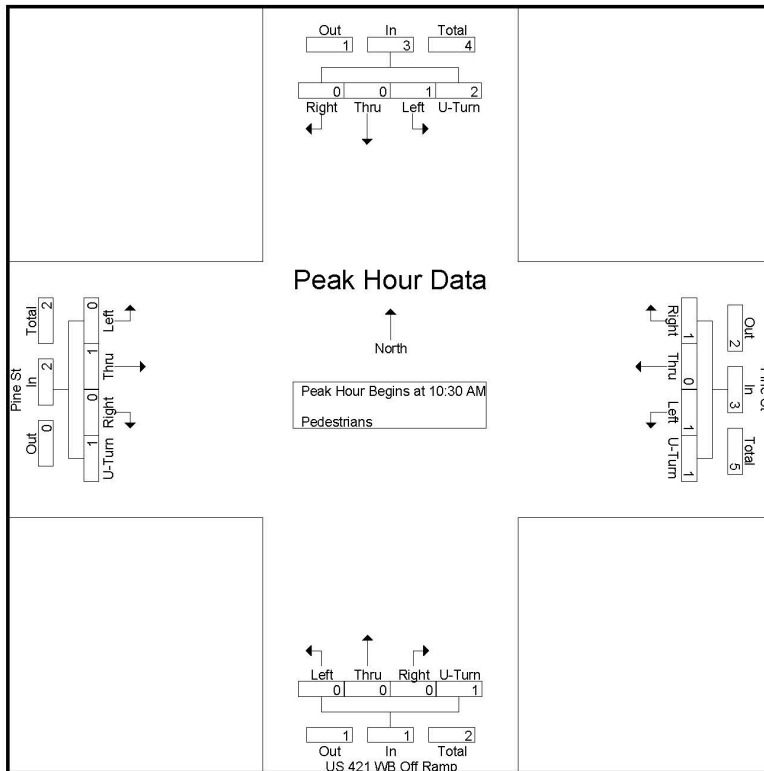 Out In Total
1 3 4
0 0 1 2
Right Thru Left U-Turn
Peak Hour Data
North
Peak Hour Begins at 10:30 AM
Pedestrians
Pine St
Out In Total
0 2 2
1 0 1 0
U-Turn Right Thru Left
Out In Total
2 3 5
1 0 1 1
Right Thru Left U-Turn
Pine St
Left Thru Right U-Turn
0 0 0 1
1 1 2
Out In Total
US 421 WB Off Ramp